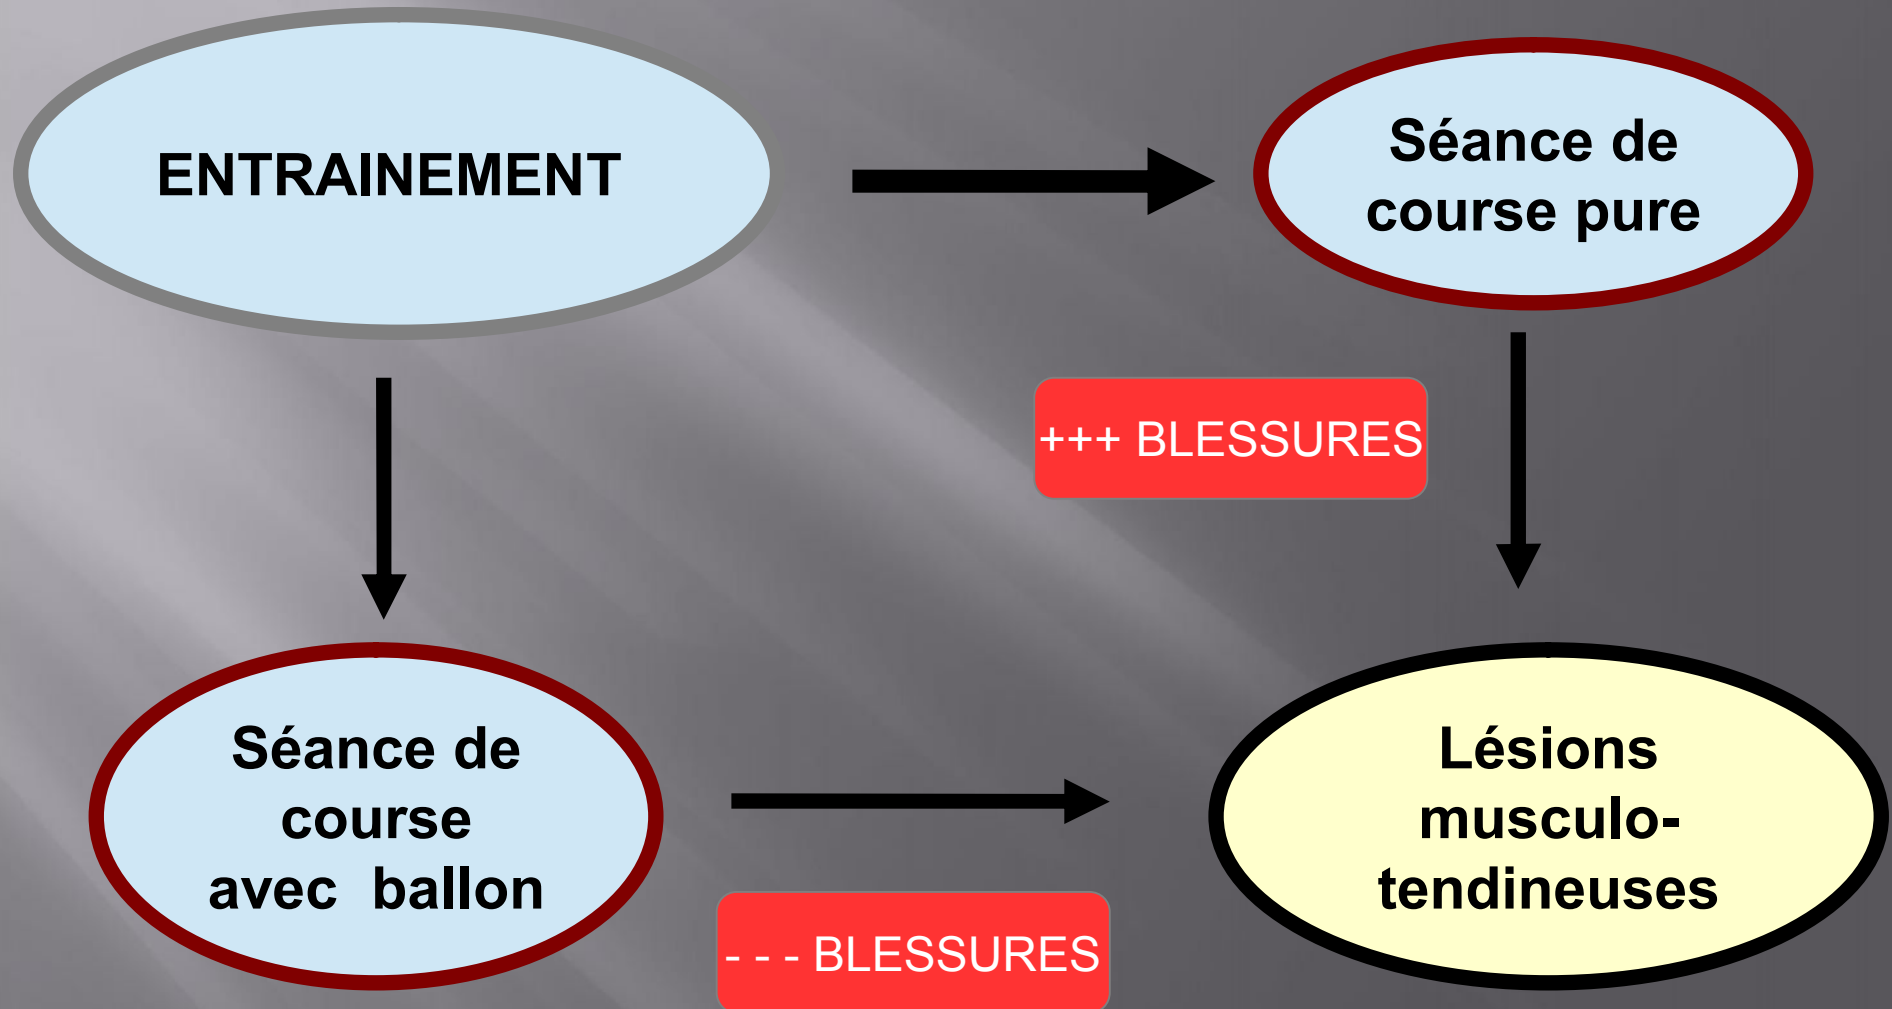 ENTRAINEMENT
Séance de
course pure
+++ BLESSURES
Séance de
course
avec  ballon
Lésions
musculo-
tendineuses
- - - BLESSURES